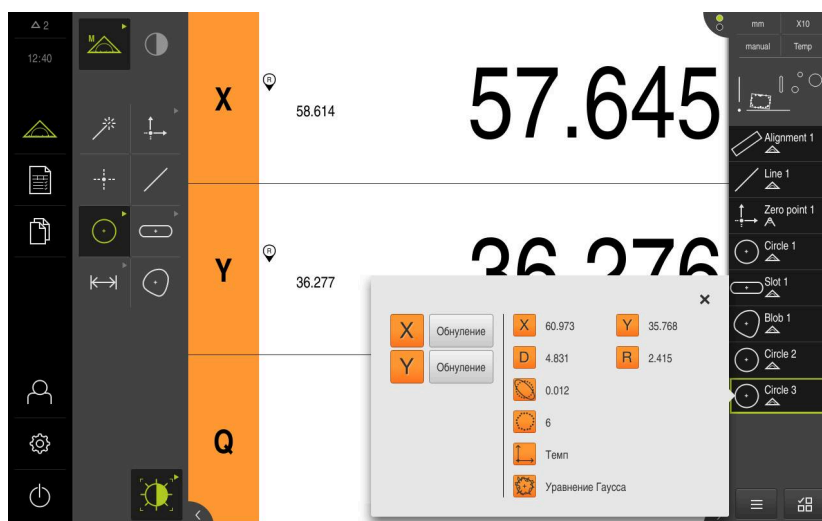 2
12:40
M
X
R
58.614
57.645
Y
R
36.277
36.276
Q
X Обнуление
Y Обнуление
X 60.973 Y 35.768
D 4.831 R 2.415
0.012
6
Темп
Уравнение Гаусса
mm X10
manual Temp
Alignment 1
Line 1
Zero point 1
Circle 1
Slot 1
Blob 1
Circle 2
Circle 3